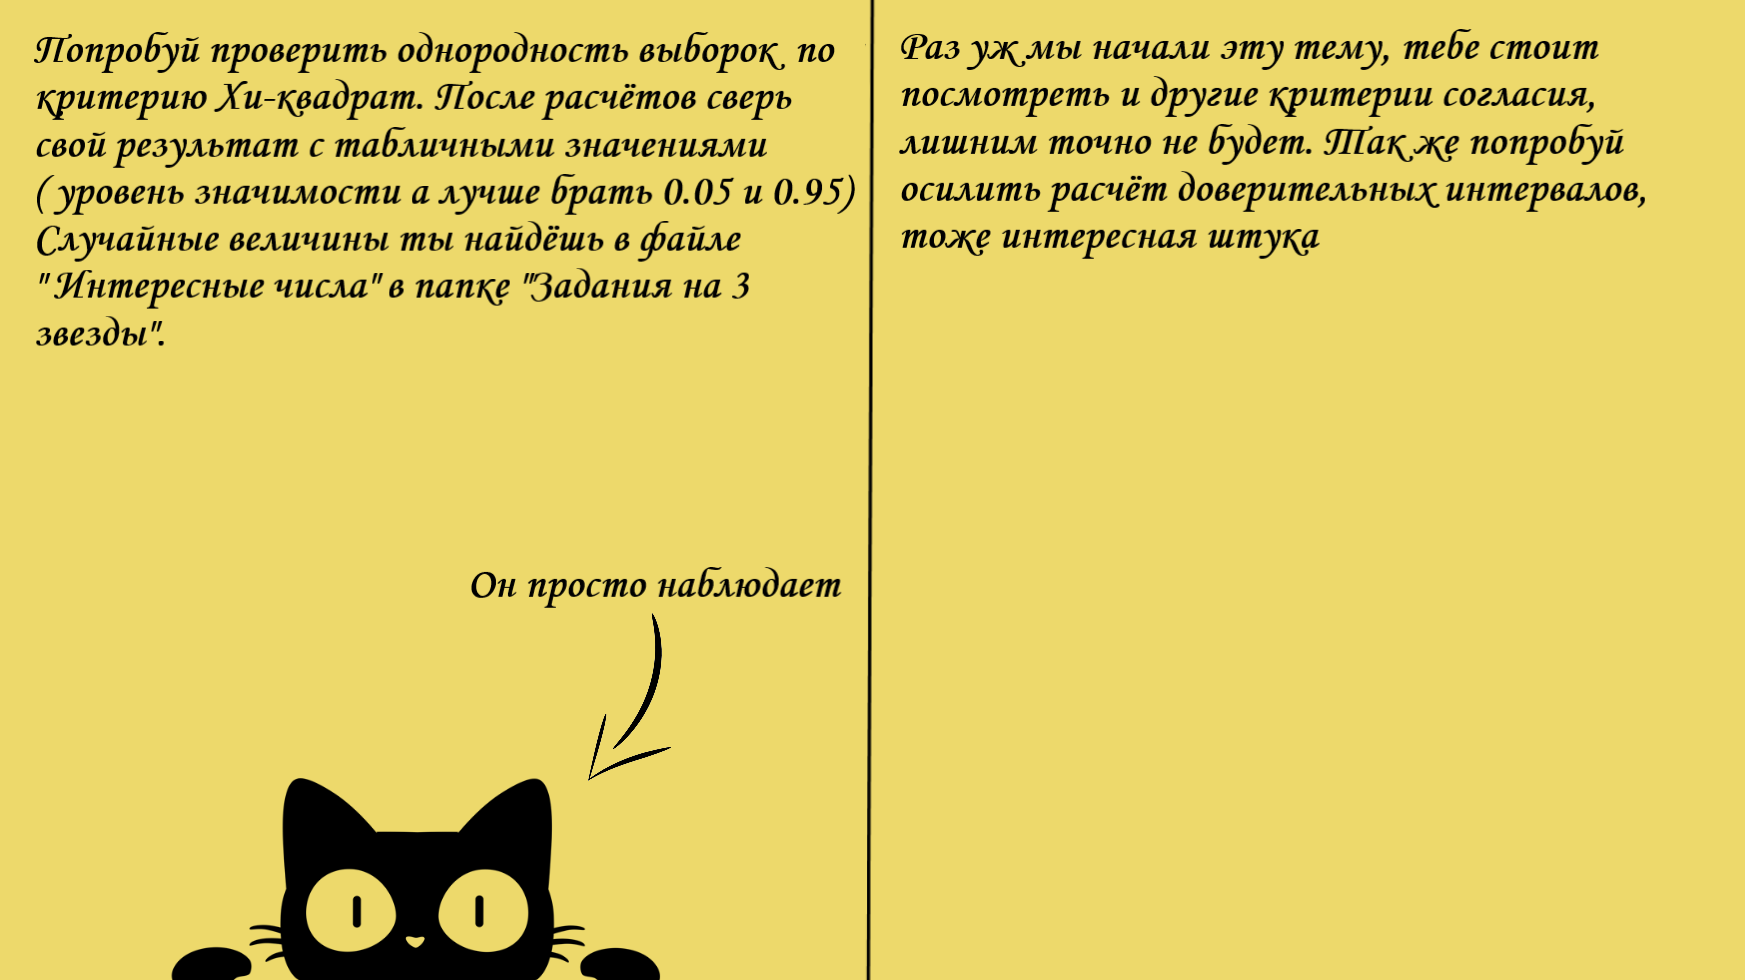 Попробуй проверить однородность выборок по
критерию Хи-квадрат. После расчётов сверь
свой результат с табличными значениями
( уровень значимости а лучше брать 0.05 и 0.95)
Случайные величины ты найдёшь в файле
"Интересные числа" в папке "Задания на 3
звезды".
Он просто наблюдает
Раз уж мы начали эту тему, тебе стоит
посмотреть и другие критерии согласия,
лишним точно не будет. Так же попробуй
осилить расчёт доверительных интервалов,
тоже интересная штука